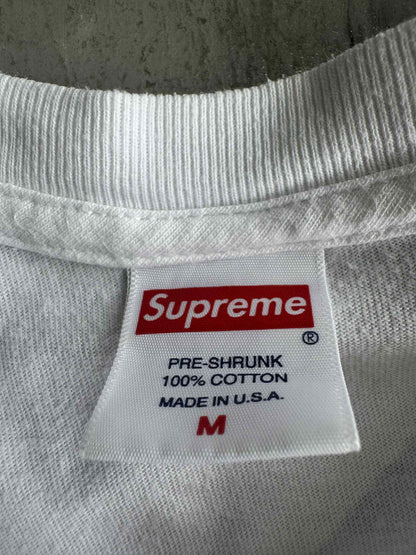 Supreme
®
PRE-SHRUNK
100% COTTON
MADE IN U.S.A.
M